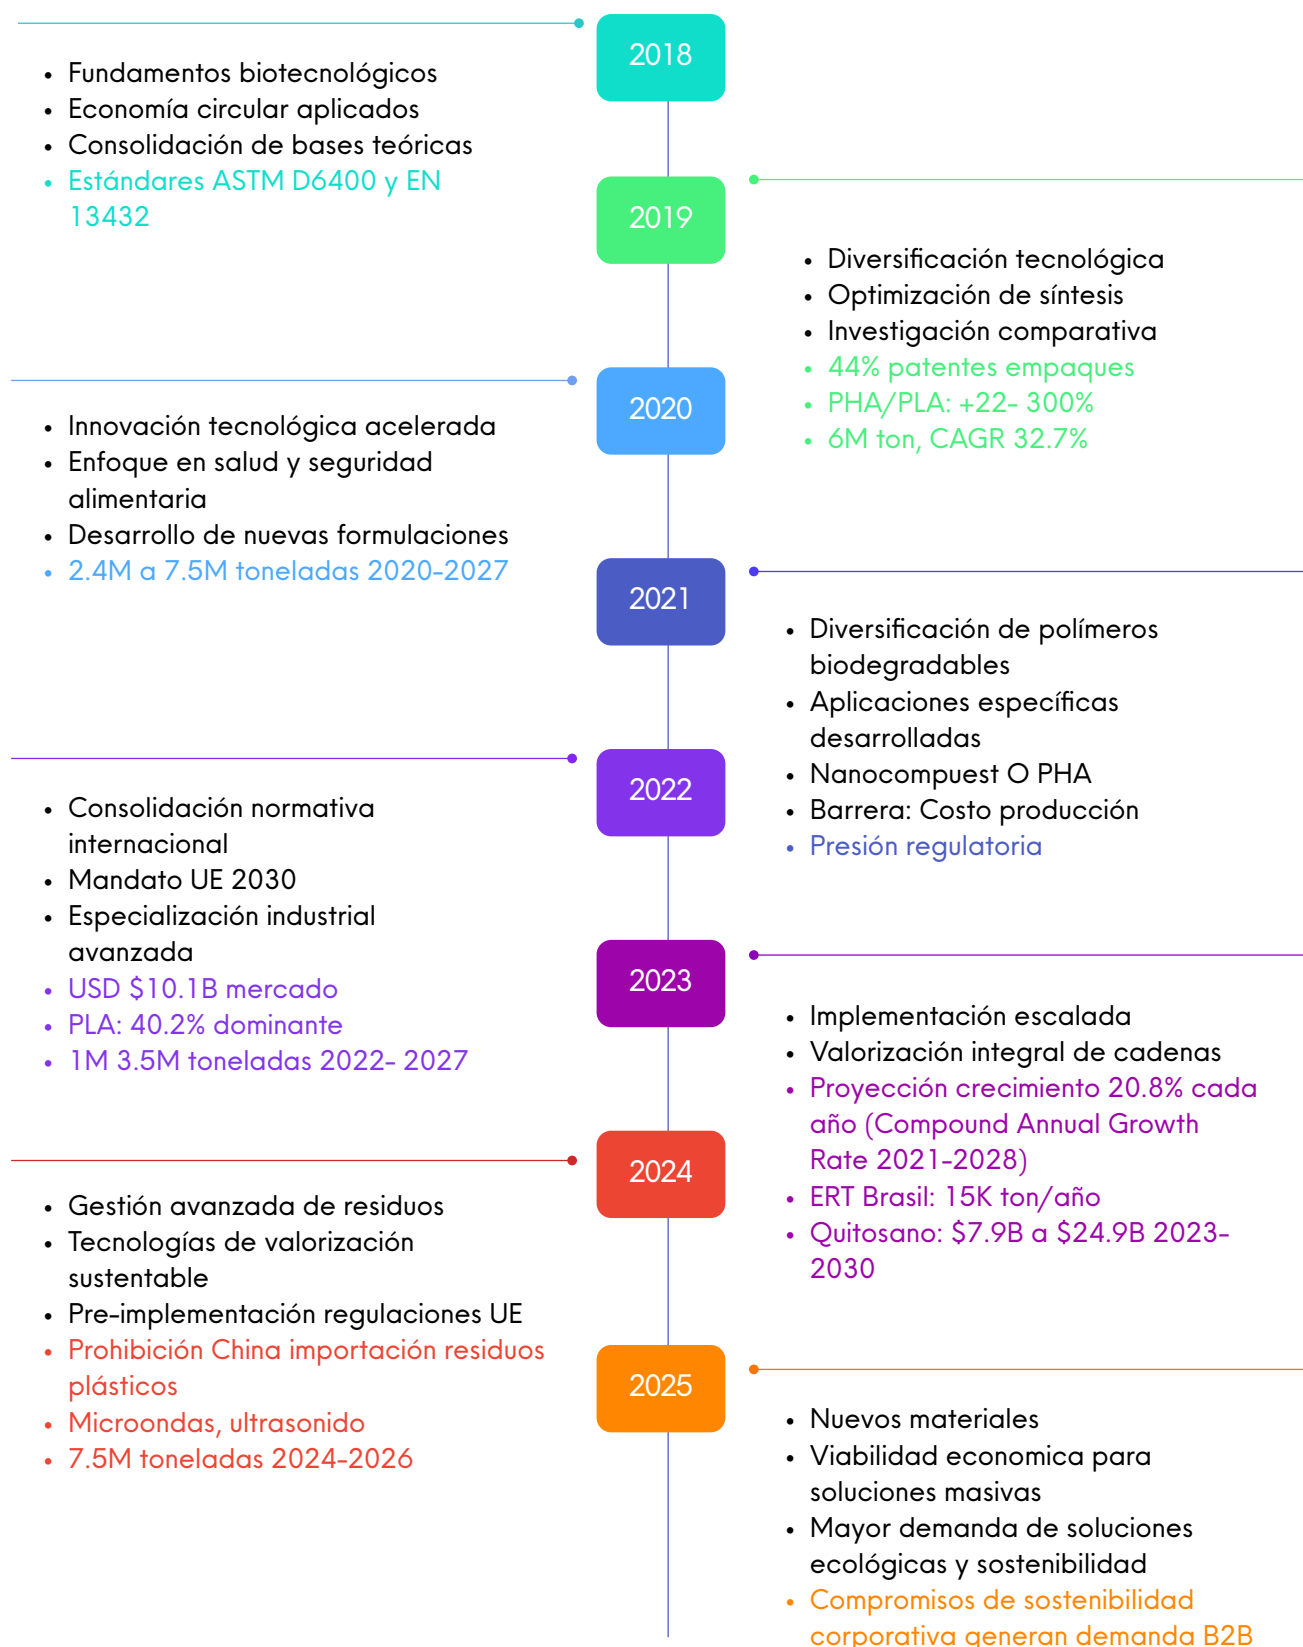 2018
• Fundamentos biotecnológicos
• Economía circular aplicados
• Consolidación de bases teóricas
• Estándares ASTM D6400 y EN
13432
2019
• Diversificación tecnológica
• Optimización de síntesis
• Investigación comparativa
• 44% patentes empaques
• PHA/PLA: +22- 300%
• 6M ton, CAGR 32.7%
2020
• Innovación tecnológica acelerada
• Enfoque en salud y seguridad
alimentaria
• Desarrollo de nuevas formulaciones
• 2.4M a 7.5M toneladas 2020-2027
2021
• Diversificación de polímeros
biodegradables
• Aplicaciones específicas
desarrolladas
• Nanocompuest O PHA
• Barrera: Costo producción
• Presión regulatoria
2022
• Consolidación normativa
internacional
• Mandato UE 2030
• Especialización industrial
avanzada
• USD $10.1B mercado
• PLA: 40.2% dominante
• 1M 3.5M toneladas 2022- 2027
2023
• Implementación escalada
• Valorización integral de cadenas
• Proyección crecimiento 20.8% cada
año (Compound Annual Growth
Rate 2021-2028)
• ERT Brasil: 15K ton/año
• Quitosano: $7.9B a $24.9B 2023-
2030
2024
• Gestión avanzada de residuos
• Tecnologías de valorización
sustentable
• Pre-implementación regulaciones UE
• Prohibición China importación residuos
plásticos
• Microondas, ultrasonido
• 7.5M toneladas 2024-2026
2025
• Nuevos materiales
• Viabilidad economica para
soluciones masivas
• Mayor demanda de soluciones
ecológicas y sostenibilidad
• Compromisos de sostenibilidad
corporativa generan demanda B2B